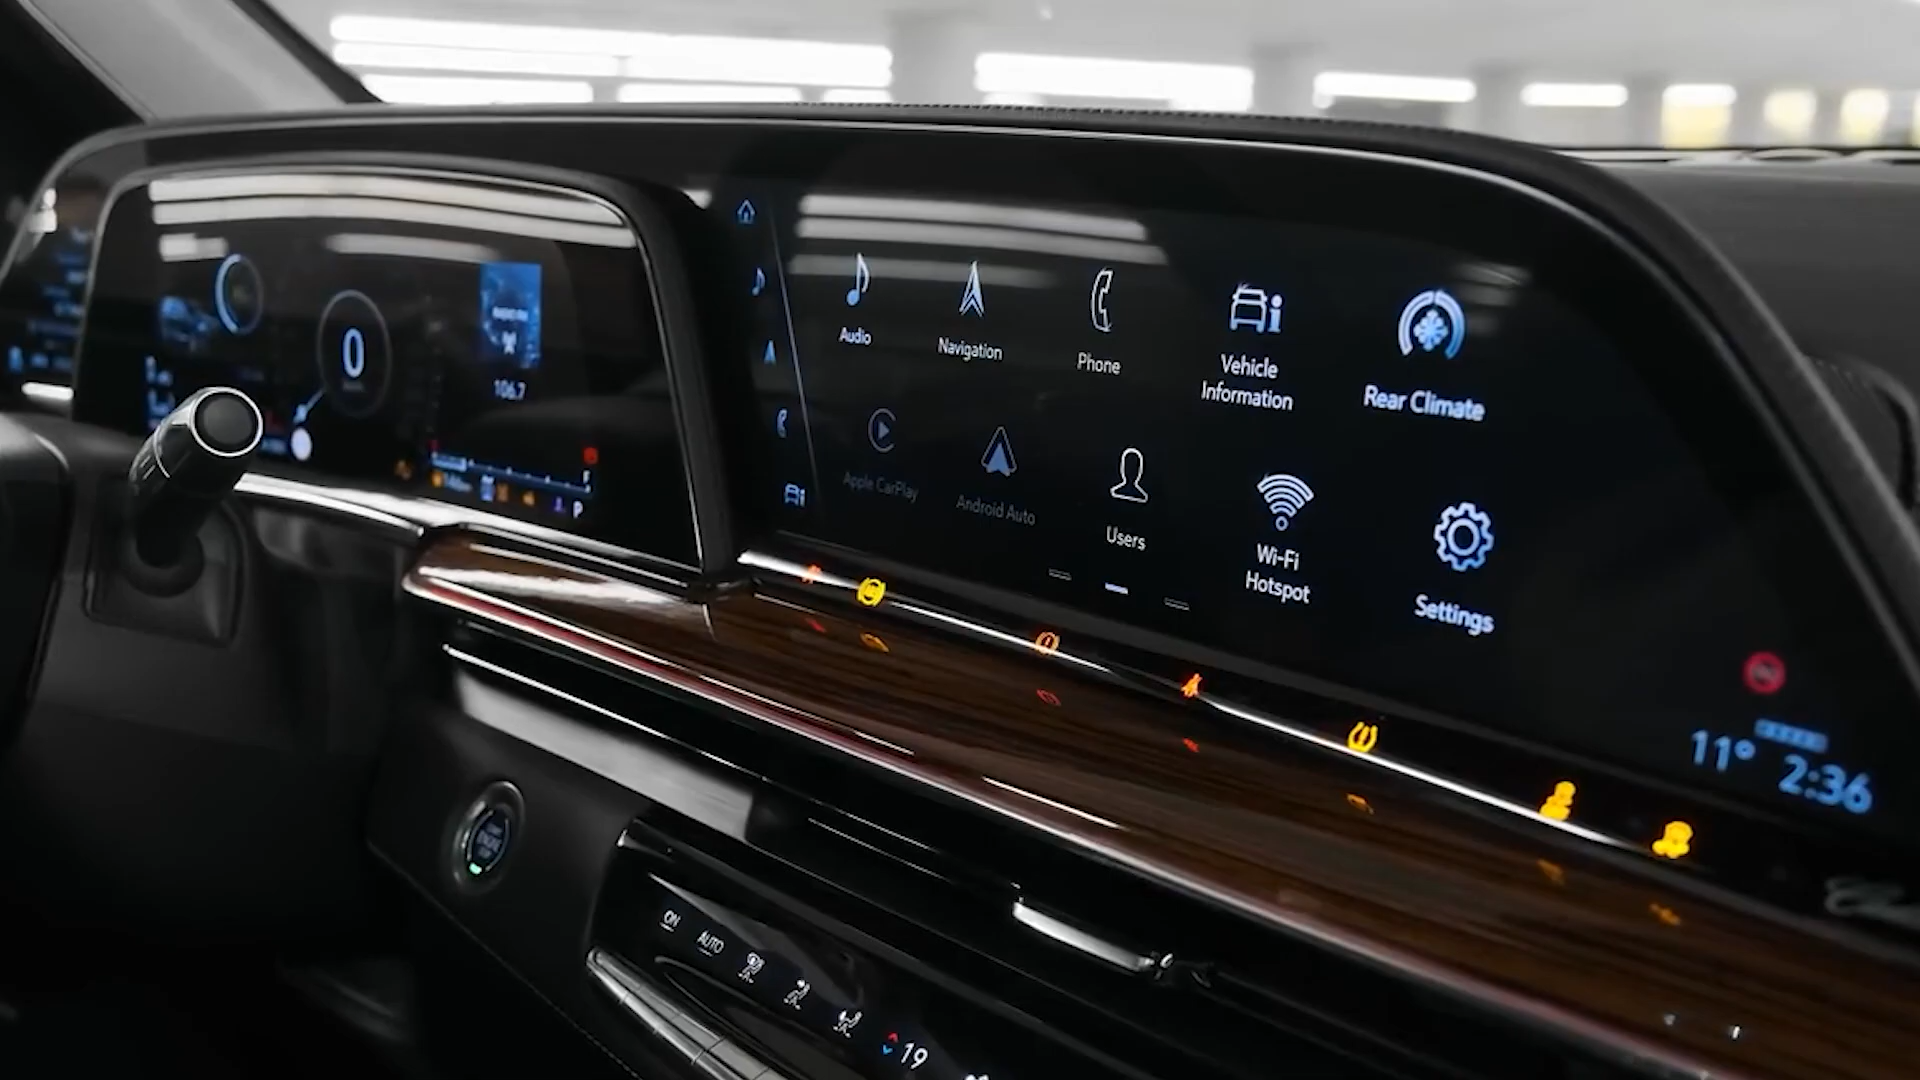 0
106.7
P
Audio
Navigation
Phone
Vehicle
Information
Rear Climate
Apple CarPlay
Android Auto
Users
Wi-Fi
Hotspot
Settings
11° 2:36
ENGINE
ON
AUTO
19